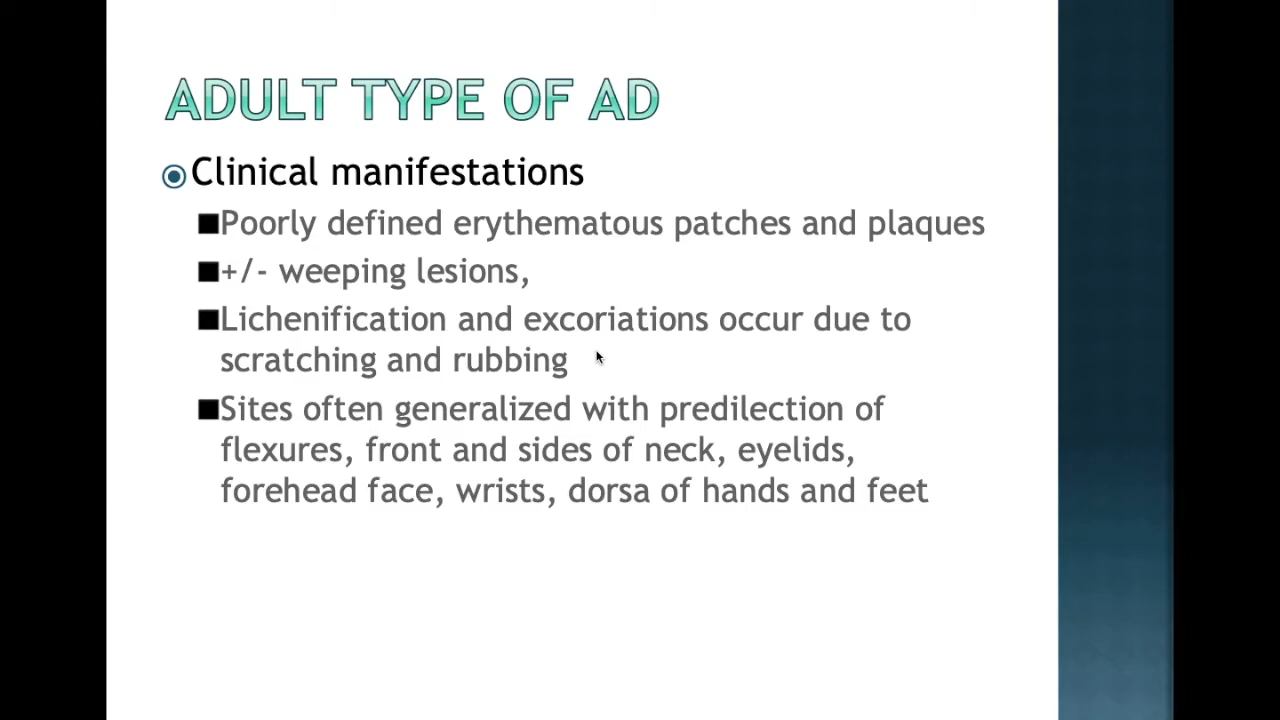 ADULT TYPE OF AD
Clinical manifestations
Poorly defined erythematous patches and plaques
+/- weeping lesions,
Lichenification and excoriations occur due to
scratching and rubbing
Sites often generalized with predilection of
flexures, front and sides of neck, eyelids,
forehead face, wrists, dorsa of hands and feet